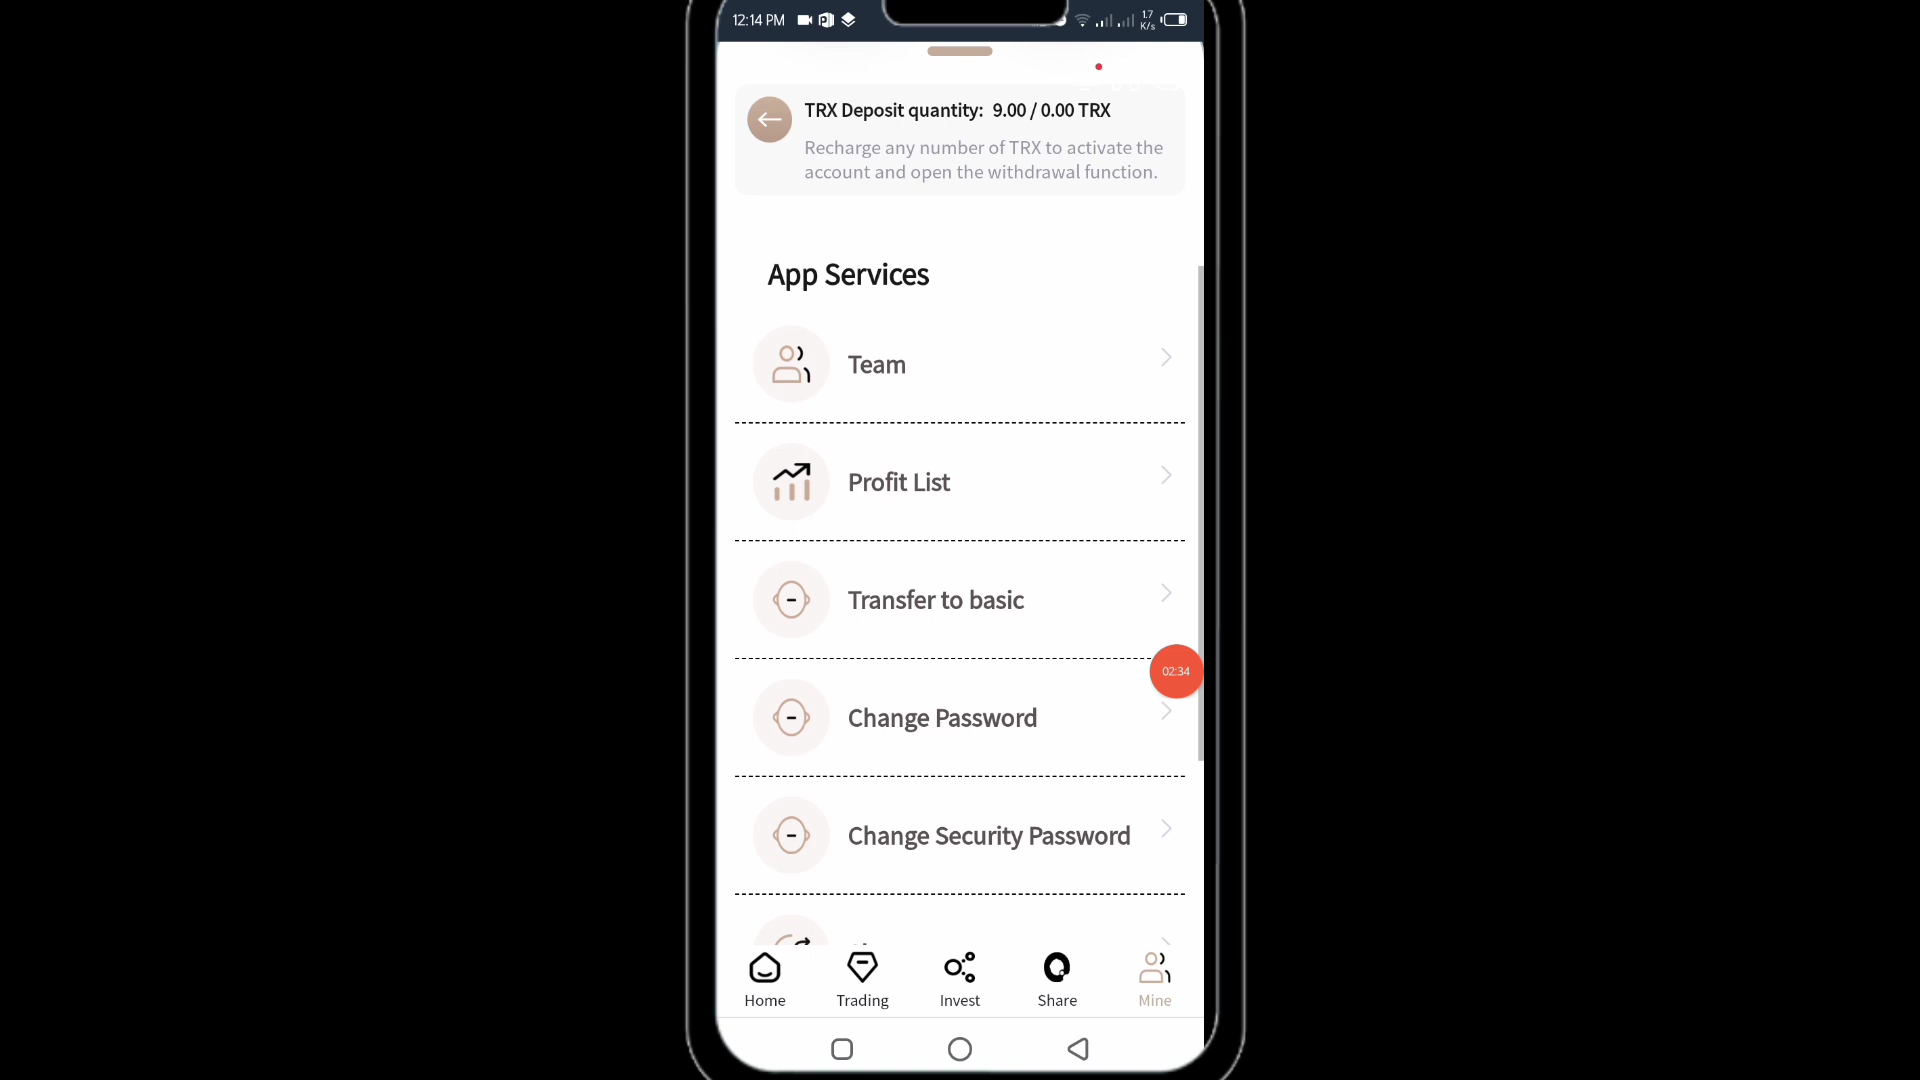 12:14 PM
1.7
K/s
TRX Deposit quantity: 9.00 / 0.00 TRX
Recharge any number of TRX to activate the
account and open the withdrawal function.
App Services
Team
Profit List
Transfer to basic
02:34
Change Password
Change Security Password
Home
Trading
Invest
Share
Mine